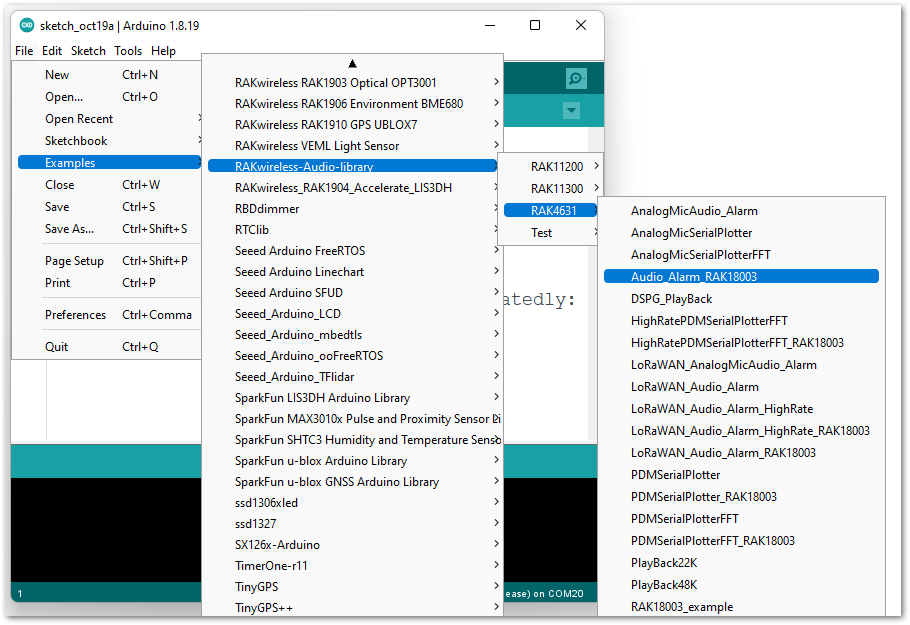 sketch_oct19a | Arduino 1.8.19
File Edit Sketch Tools Help
New Ctrl+N
Open... Ctrl+O
Open Recent
Sketchbook
Examples
Close Ctrl+W
Save Ctrl+S
Save As... Ctrl+Shift+S
Page Setup Ctrl+Shift+P
Print Ctrl+P
Preferences Ctrl+Comma
Quit Ctrl+Q
RAKwireless RAK1903 Optical OPT3001
RAKwireless RAK1906 Environment BME680
RAKwireless RAK1910 GPS UBLOX7
RAKwireless VEML Light Sensor
RAKwireless-Audio-library
RAKwireless_RAK1904_Accelerate_LIS3DH
RBDdimmer
RTClib
Seeed Arduino FreeRTOS
Seeed Arduino Linechart
Seeed Arduino SFUD
Seeed_Arduino_LCD
Seeed_Arduino_mbedtls
Seeed_Arduino_ooFreeRTOS
Seeed_Arduino_TFlidar
SparkFun LIS3DH Arduino Library
SparkFun MAX3010x Pulse and Proximity Sensor Li
SparkFun SHTC3 Humidity and Temperature Senso
SparkFun u-blox Arduino Library
SparkFun u-blox GNSS Arduino Library
ssd1306xled
ssd1327
SX126x-Arduino
TimerOne-r11
TinyGPS
TinyGPS++
RAK11200
RAK11300
RAK4631
Test
AnalogMicAudio_Alarm
AnalogMicSerialPlotter
AnalogMicSerialPlotterFFT
Audio_Alarm_RAK18003
DSPG_PlayBack
HighRatePDMSerialPlotterFFT
HighRatePDMSerialPlotterFFT_RAK18003
LoRaWAN_AnalogMicAudio_Alarm
LoRaWAN_Audio_Alarm
LoRaWAN_Audio_Alarm_HighRate
LoRaWAN_Audio_Alarm_HighRate_RAK18003
LoRaWAN_Audio_Alarm_RAK18003
PDMSerialPlotter
PDMSerialPlotter_RAK18003
PDMSerialPlotterFFT
PDMSerialPlotterFFT_RAK18003
PlayBack22K
PlayBack48K
RAK18003_example
atedly:
1
ease) on COM20